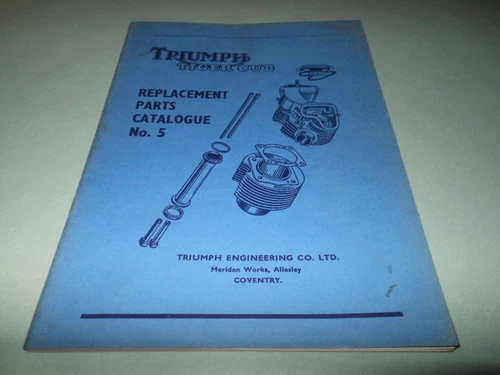 TRIUMPH
TIGER CUB
REPLACEMENT
PARTS
CATALOGUE
No. 5
TRIUMPH ENGINEERING CO. LTD.
Meriden Works, Allesley
COVENTRY.